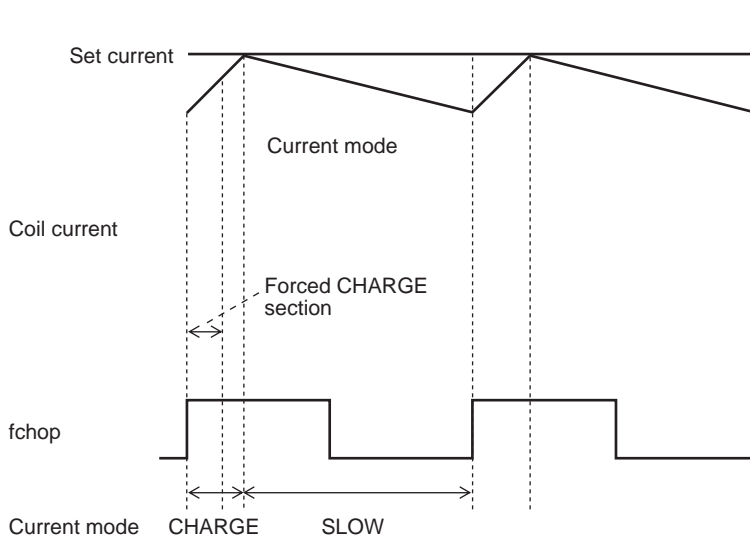 Set current
Current mode
Coil current
Forced CHARGE
section
fchop
Current mode CHARGE SLOW